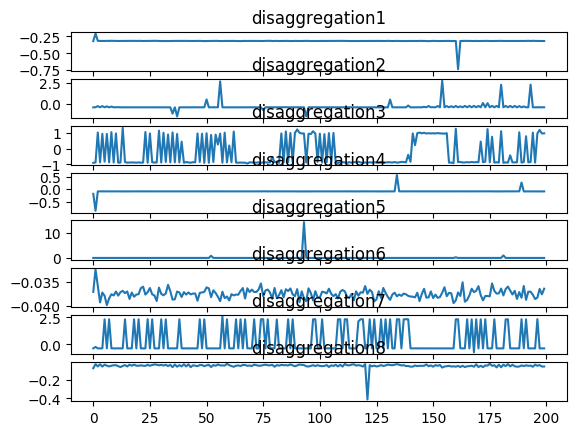 disaggregation1
−0.25
−0.50
−0.75
disaggregation2
2.5
0.0
disaggregation3
1
0
−1
disaggregation4
0.5
0.0
−0.5
disaggregation5
10
0
disaggregation6
−0.035
−0.040
disaggregation7
2.5
0.0
disaggregation8
−0.2
−0.4
0 25 50 75 100 125 150 175 200